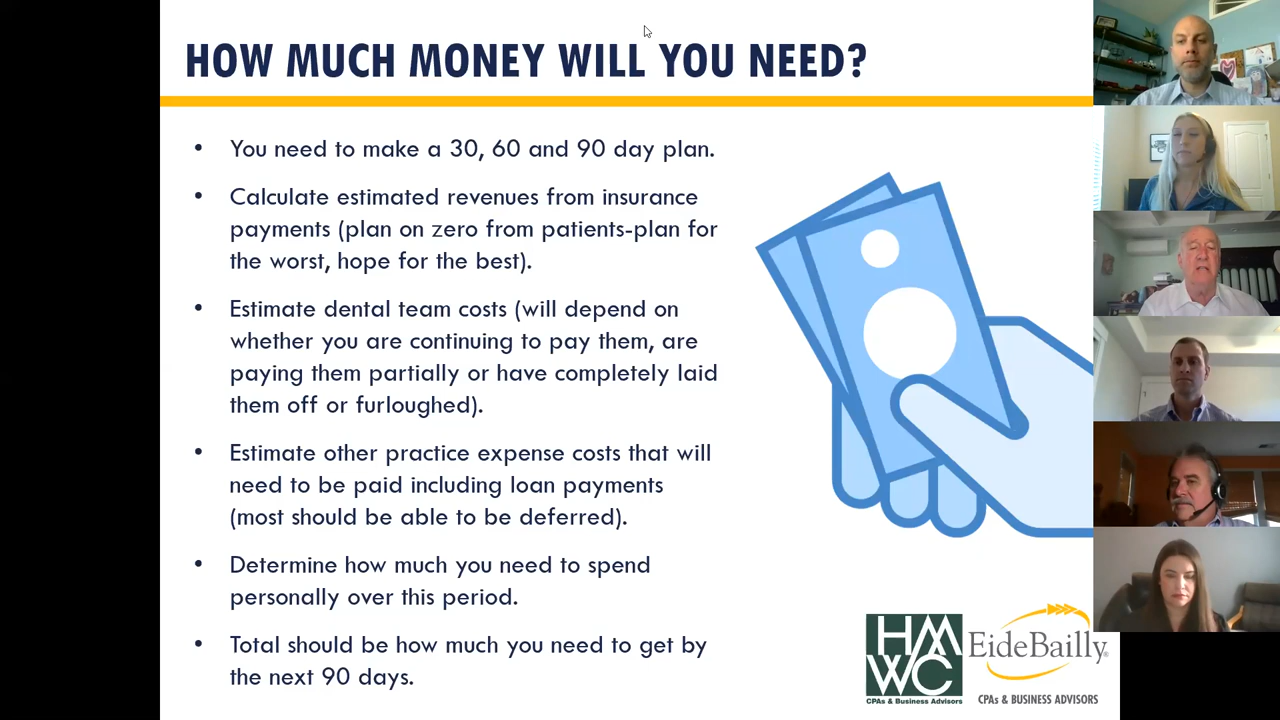 HOW MUCH MONEY WILL YOU NEED?
• You need to make a 30, 60 and 90 day plan.
• Calculate estimated revenues from insurance
payments (plan on zero from patients-plan for
the worst, hope for the best).
• Estimate dental team costs (will depend on
whether you are continuing to pay them, are
paying them partially or have completely laid
them off or furloughed).
• Estimate other practice expense costs that will
need to be paid including loan payments
(most should be able to be deferred).
• Determine how much you need to spend
personally over this period.
• Total should be how much you need to get by
the next 90 days.
HM
WC
CPAs & Business Advisors
EideBailly®
CPAs & BUSINESS ADVISORS